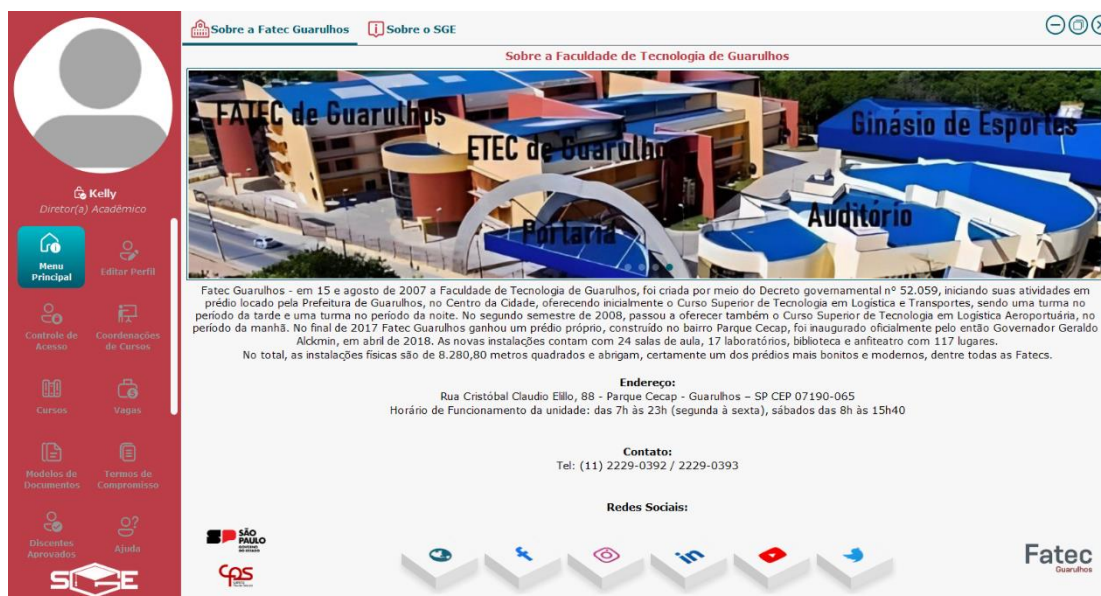 Sobre a Fatec Guarulhos
Sobre o SGE
Sobre a Faculdade de Tecnologia de Guarulhos
FATEC de Guarulhos
ETEC de Guarulho
Ginásio de Esportes
Portaria
Auditório
Kelly
Diretor(a) Acadêmico
Menu
Principal
Editar Perfil
Controle de
Acesso
Coordenações
de Cursos
Cursos
Vagas
Modelos de
Documentos
Termos de
Compromisso
Discentes
Aprovados
Ajuda
SGE
Fatec Guarulhos - em 15 e agosto de 2007 a Faculdade de Tecnologia de Guarulhos, foi criada por meio do Decreto governamental nº 52.059, iniciando suas atividades em
prédio locado pela Prefeitura de Guarulhos, no Centro da Cidade, oferecendo inicialmente o Curso Superior de Tecnologia em Logística e Transportes, sendo uma turma no
período da tarde e uma turma no período da noite. No segundo semestre de 2008, passou a oferecer também o Curso Superior de Tecnologia em Logística Aeroportuária, no
período da manhã. No final de 2017 Fatec Guarulhos ganhou um prédio próprio, construído no bairro Parque Cecap, foi inaugurado oficialmente pelo então Governador Geraldo
Alckmin, em abril de 2018. As novas instalações contam com 24 salas de aula, 17 laboratórios, biblioteca e anfiteatro com 117 lugares.
No total, as instalações físicas são de 8.280,80 metros quadrados e abrigam, certamente um dos prédios mais bonitos e modernos, dentre todas as Fatecs.
Endereço:
Rua Cristóbal Claudio Elillo, 88 - Parque Cecap - Guarulhos – SP CEP 07190-065
Horário de Funcionamento da unidade: das 7h às 23h (segunda à sexta), sábados das 8h às 15h40
Contato:
Tel: (11) 2229-0392 / 2229-0393
Redes Sociais:
SP SÃO
PAULO
CPS
Fatec
Guarulhos